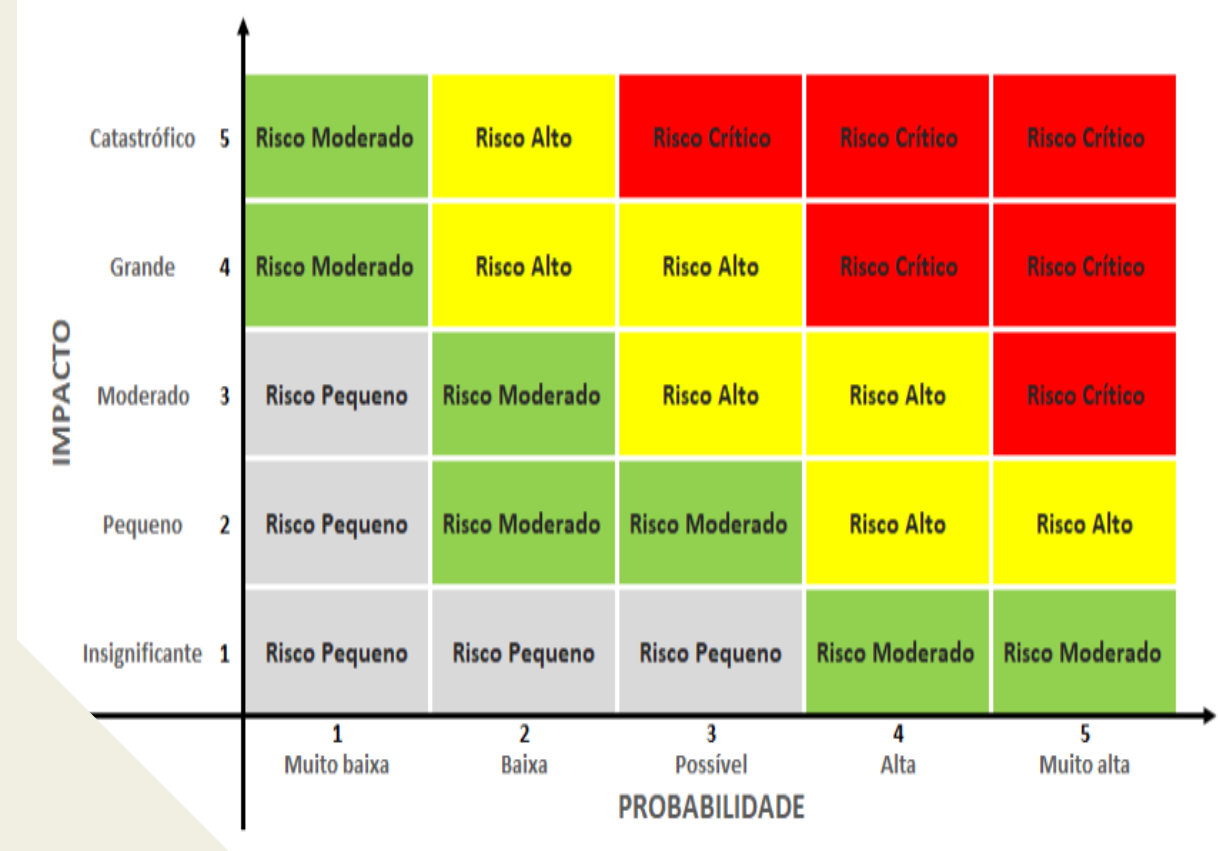 Catastrófico 5 Risco Moderado Risco Alto Risco Crítico Risco Crítico Risco Crítico
Grande 4 Risco Moderado Risco Alto Risco Alto Risco Crítico Risco Crítico
IMPACTO
Moderado 3 Risco Pequeno Risco Moderado Risco Alto Risco Alto Risco Crítico
Pequeno 2 Risco Pequeno Risco Moderado Risco Moderado Risco Alto Risco Alto
Insignificante 1 Risco Pequeno Risco Pequeno Risco Pequeno Risco Moderado Risco Moderado
1 2 3 4 5
Muito baixa Baixa Possível Alta Muito alta
PROBABILIDADE